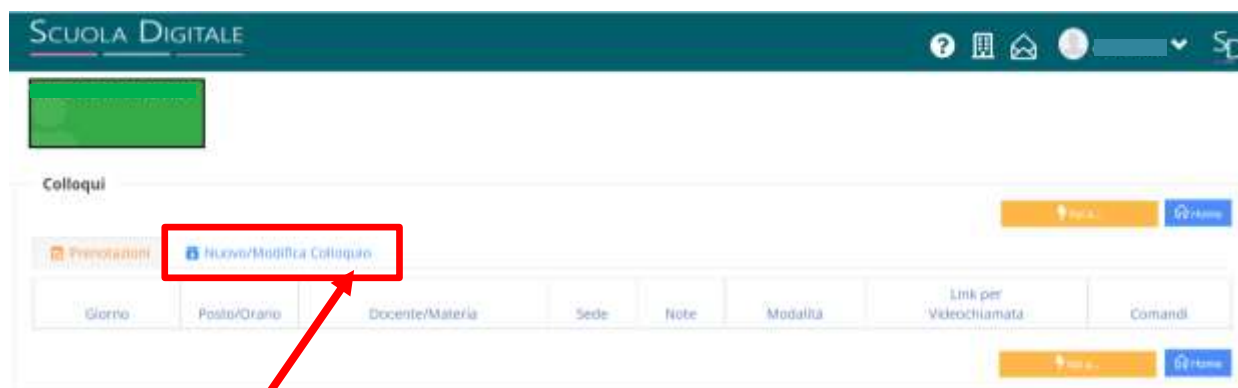 SCUOLA DIGITALE
Colloqui
Prenotazioni
Nuovo/Modifica Colloquio
Giorno
Posto/Orario
Docente/Materia
Sede
Note
Modalità
Link per
Videochiamata
Comandi
Home
Home